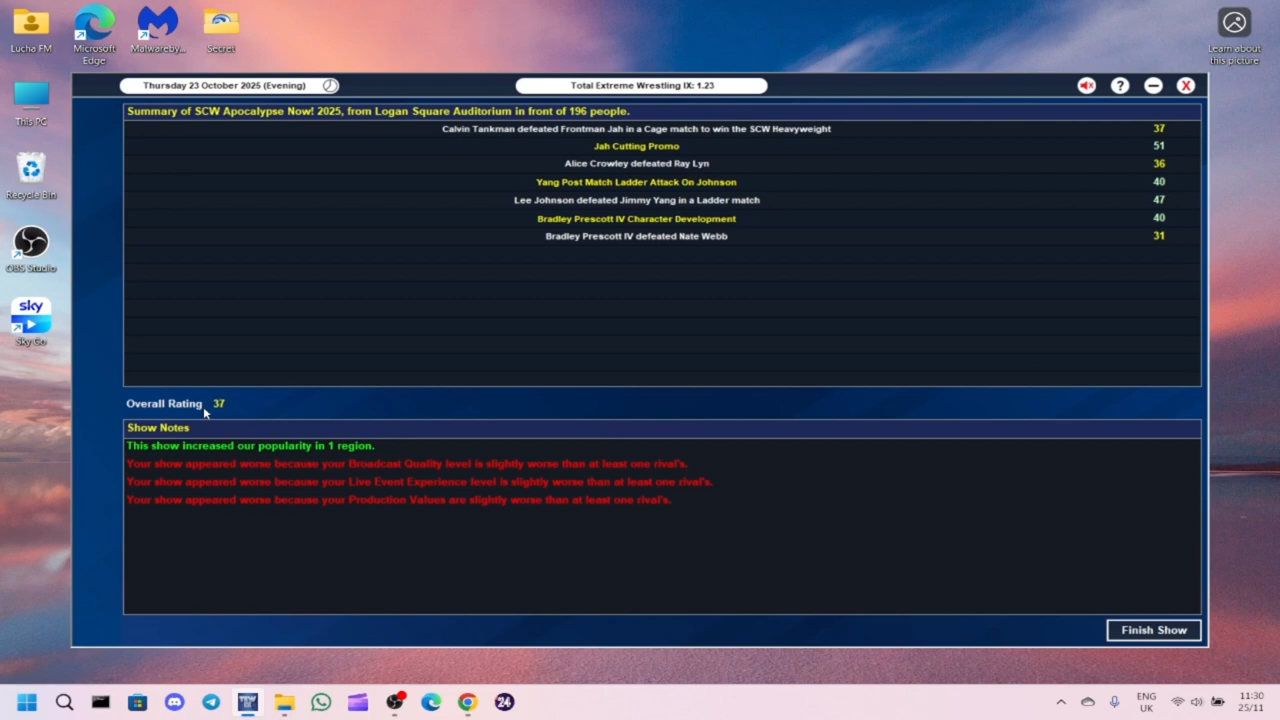 Lucha FM
Microsoft Edge
Malwareby...
Secret
Learn about this picture
This PC
Recycle Bin
OBS Studio
sky
Sky Go
Thursday 23 October 2025 (Evening)
Total Extreme Wrestling IX: 1.23
?
X
Summary of SCW Apocalypse Now! 2025, from Logan Square Auditorium in front of 196 people.
Calvin Tankman defeated Frontman Jah in a Cage match to win the SCW Heavyweight 37
Jah Cutting Promo 51
Alice Crowley defeated Ray Lyn 36
Yang Post Match Ladder Attack On Johnson 40
Lee Johnson defeated Jimmy Yang in a Ladder match 47
Bradley Prescott IV Character Development 40
Bradley Prescott IV defeated Nate Webb 31
Overall Rating 37
Show Notes
This show increased our popularity in 1 region.
Your show appeared worse because your Broadcast Quality level is slightly worse than at least one rival's.
Your show appeared worse because your Live Event Experience level is slightly worse than at least one rival's.
Your show appeared worse because your Production Values are slightly worse than at least one rival's.
Finish Show
TEW
24
ENG
UK
11:30
25/11